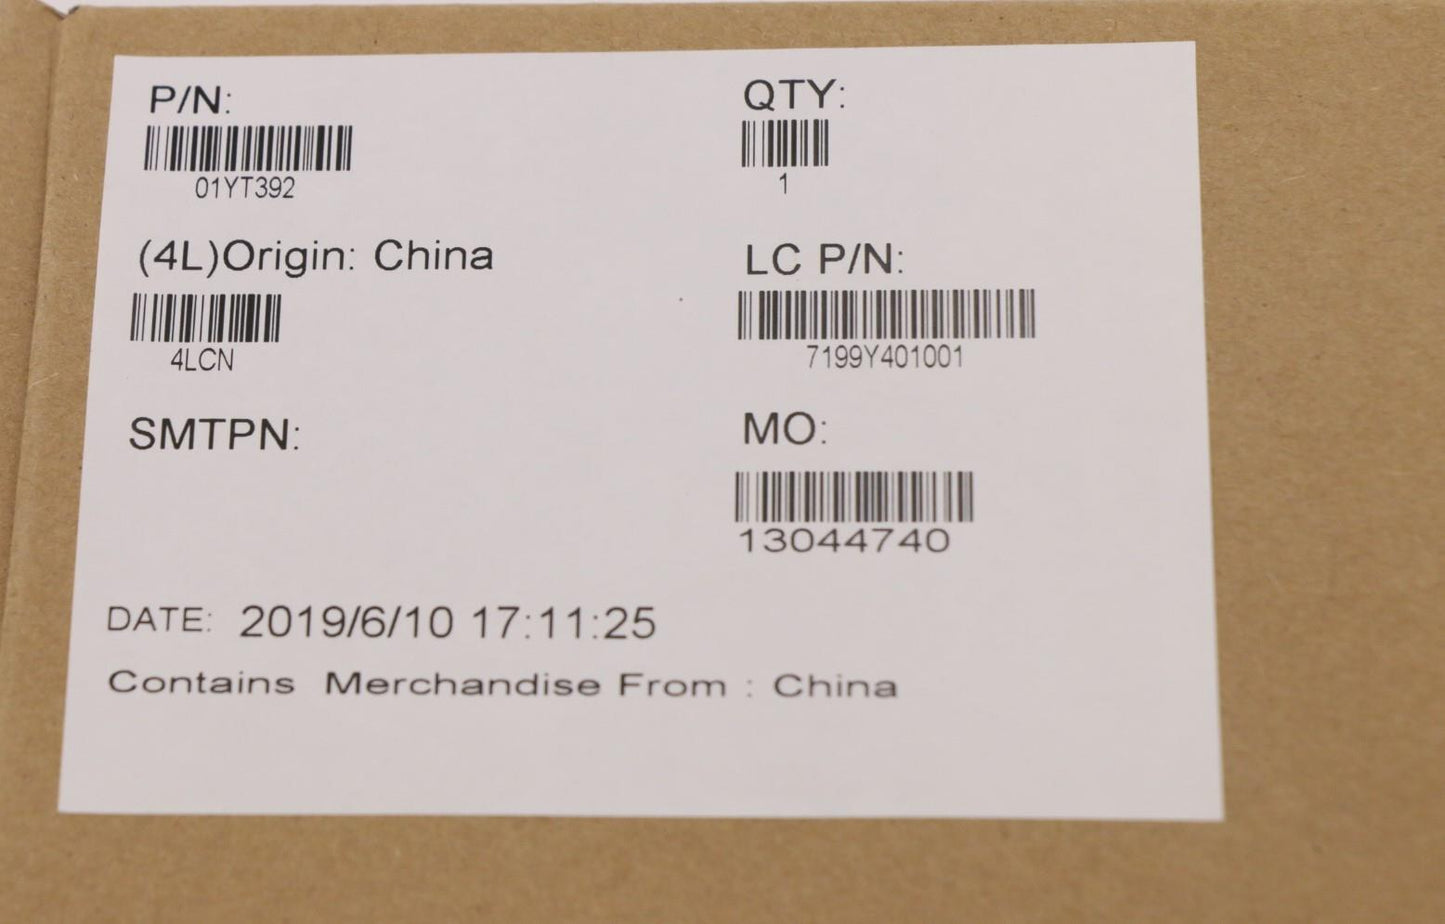 P/N:
01YT392
QTY:
1
(4L)Origin: China
4LCN
LC P/N:
7199Y401001
SMTPN:
MO:
13044740
DATE: 2019/6/10 17:11:25
Contains Merchandise From : China